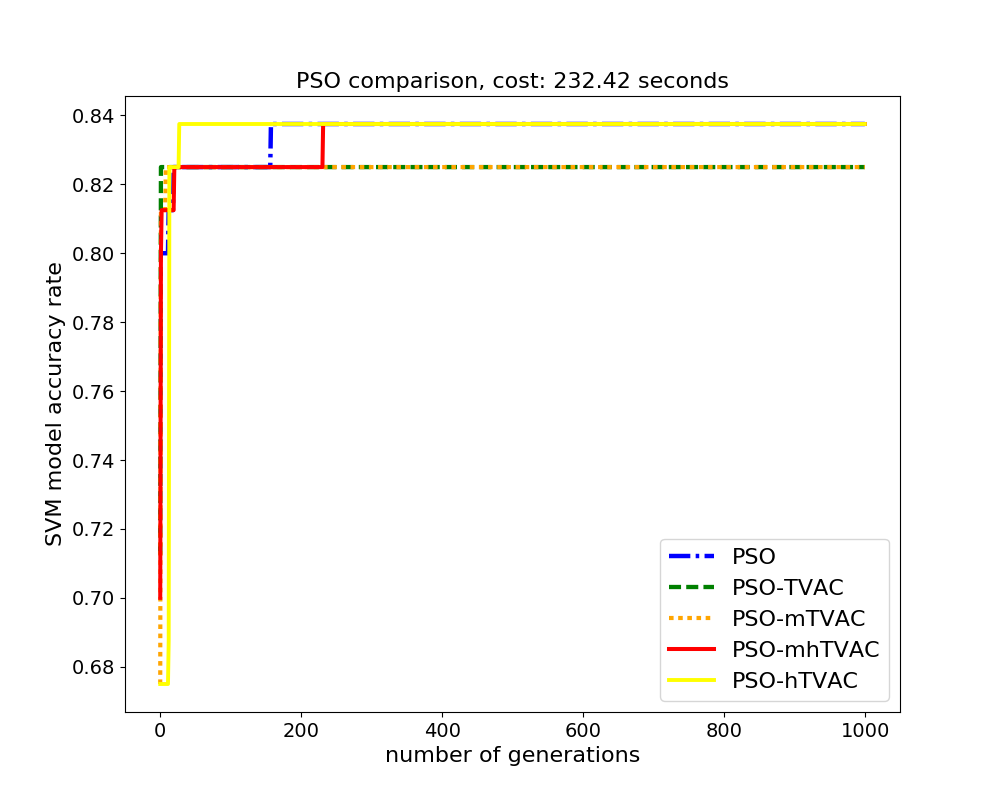 PSO comparison, cost: 232.42 seconds
SVM model accuracy rate
0.84
0.82
0.80
0.78
0.76
0.74
0.72
0.70
0.68
0
200
400
600
800
1000
number of generations
PSO
PSO-TVAC
PSO-mTVAC
PSO-mhTVAC
PSO-hTVAC